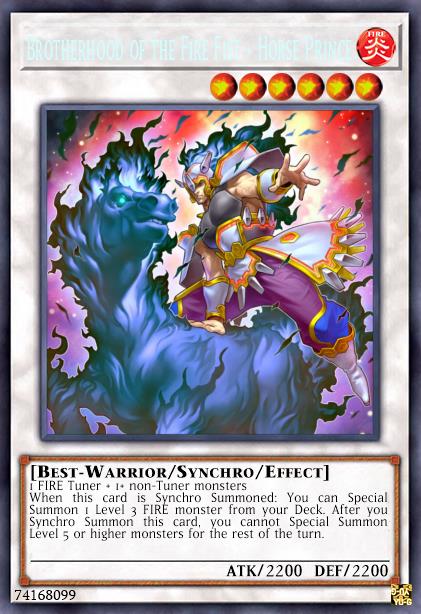 Brotherhood of the Fire Fist - Horse Prince
FIRE
炎
[Best-Warrior/Synchro/Effect]
1 FIRE Tuner + 1+ non-Tuner monsters
When this card is Synchro Summoned: You can Special
Summon 1 Level 3 FIRE monster from your Deck. After you
Synchro Summon this card, you cannot Special Summon
Level 5 or higher monsters for the rest of the turn.
ATK/2200 DEF/2200
74168099